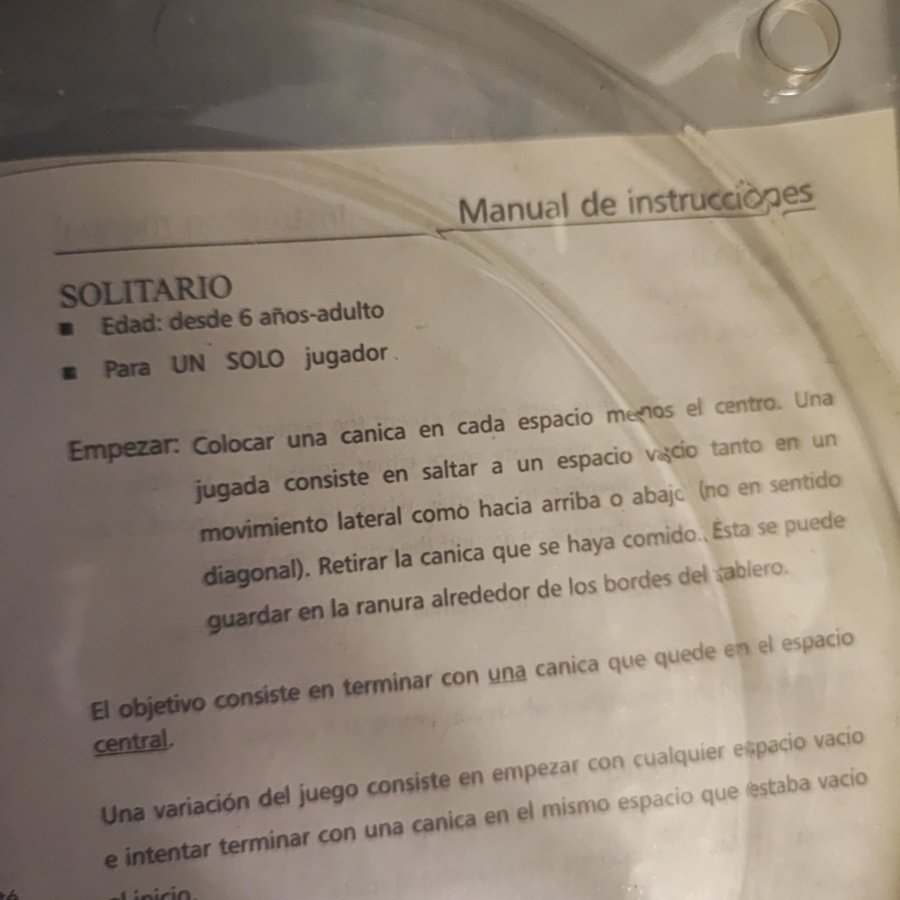 Manual de instrucciones
SOLITARIO
■ Edad: desde 6 años-adulto
■ Para UN SOLO jugador
Empezar: Colocar una canica en cada espacio menos el centro. Una
jugada consiste en saltar a un espacio vacío tanto en un
movimiento lateral como hacia arriba o abajo (no en sentido
diagonal). Retirar la canica que se haya comido. Ésta se puede
guardar en la ranura alrededor de los bordes del tablero.
El objetivo consiste en terminar con una canica que quede en el espacio
central.
Una variación del juego consiste en empezar con cualquier espacio vacío
e intentar terminar con una canica en el mismo espacio que estaba vacío
al inicio.